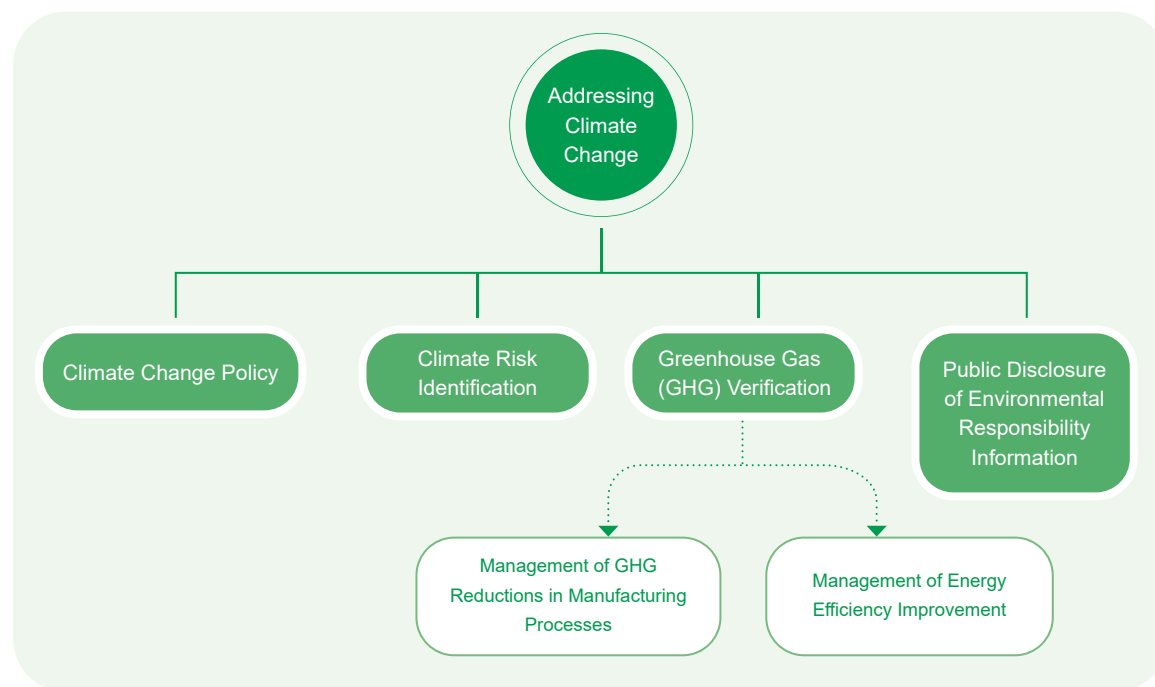 Addressing
Climate
Change
Climate Change Policy
Climate Risk
Identification
Greenhouse Gas
(GHG) Verification
Public Disclosure
of Environmental
Responsibility
Information
Management of GHG
Reductions in Manufacturing
Processes
Management of Energy
Efficiency Improvement